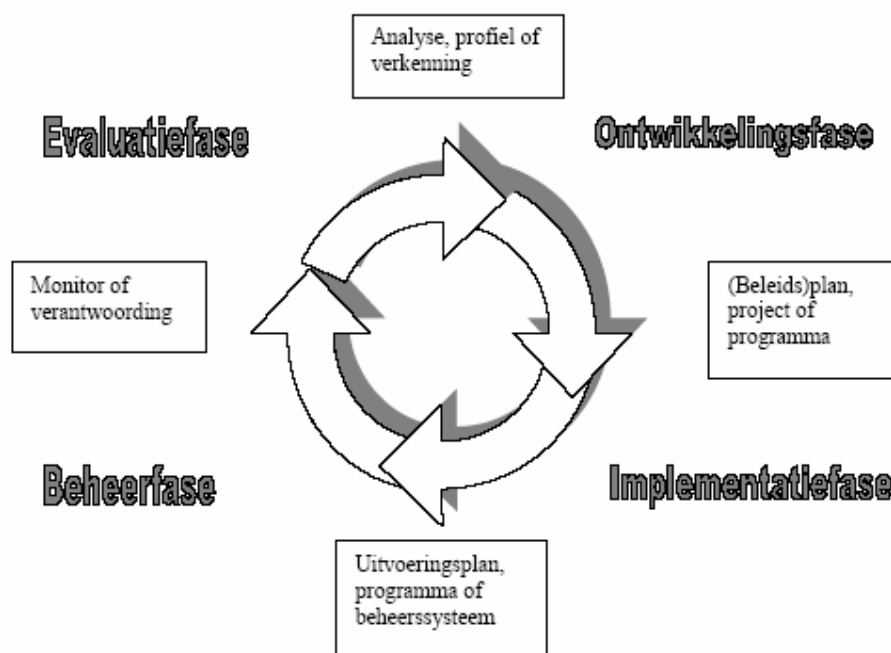 Analyse, profiel of
verkenning
Evaluatiefase
Ontwikkelingsfase
Monitor of
verantwoording
(Beleids)plan,
project of
programma
Beheerfase
Implementatiefase
Uitvoeringsplan,
programma of
beheerssysteem